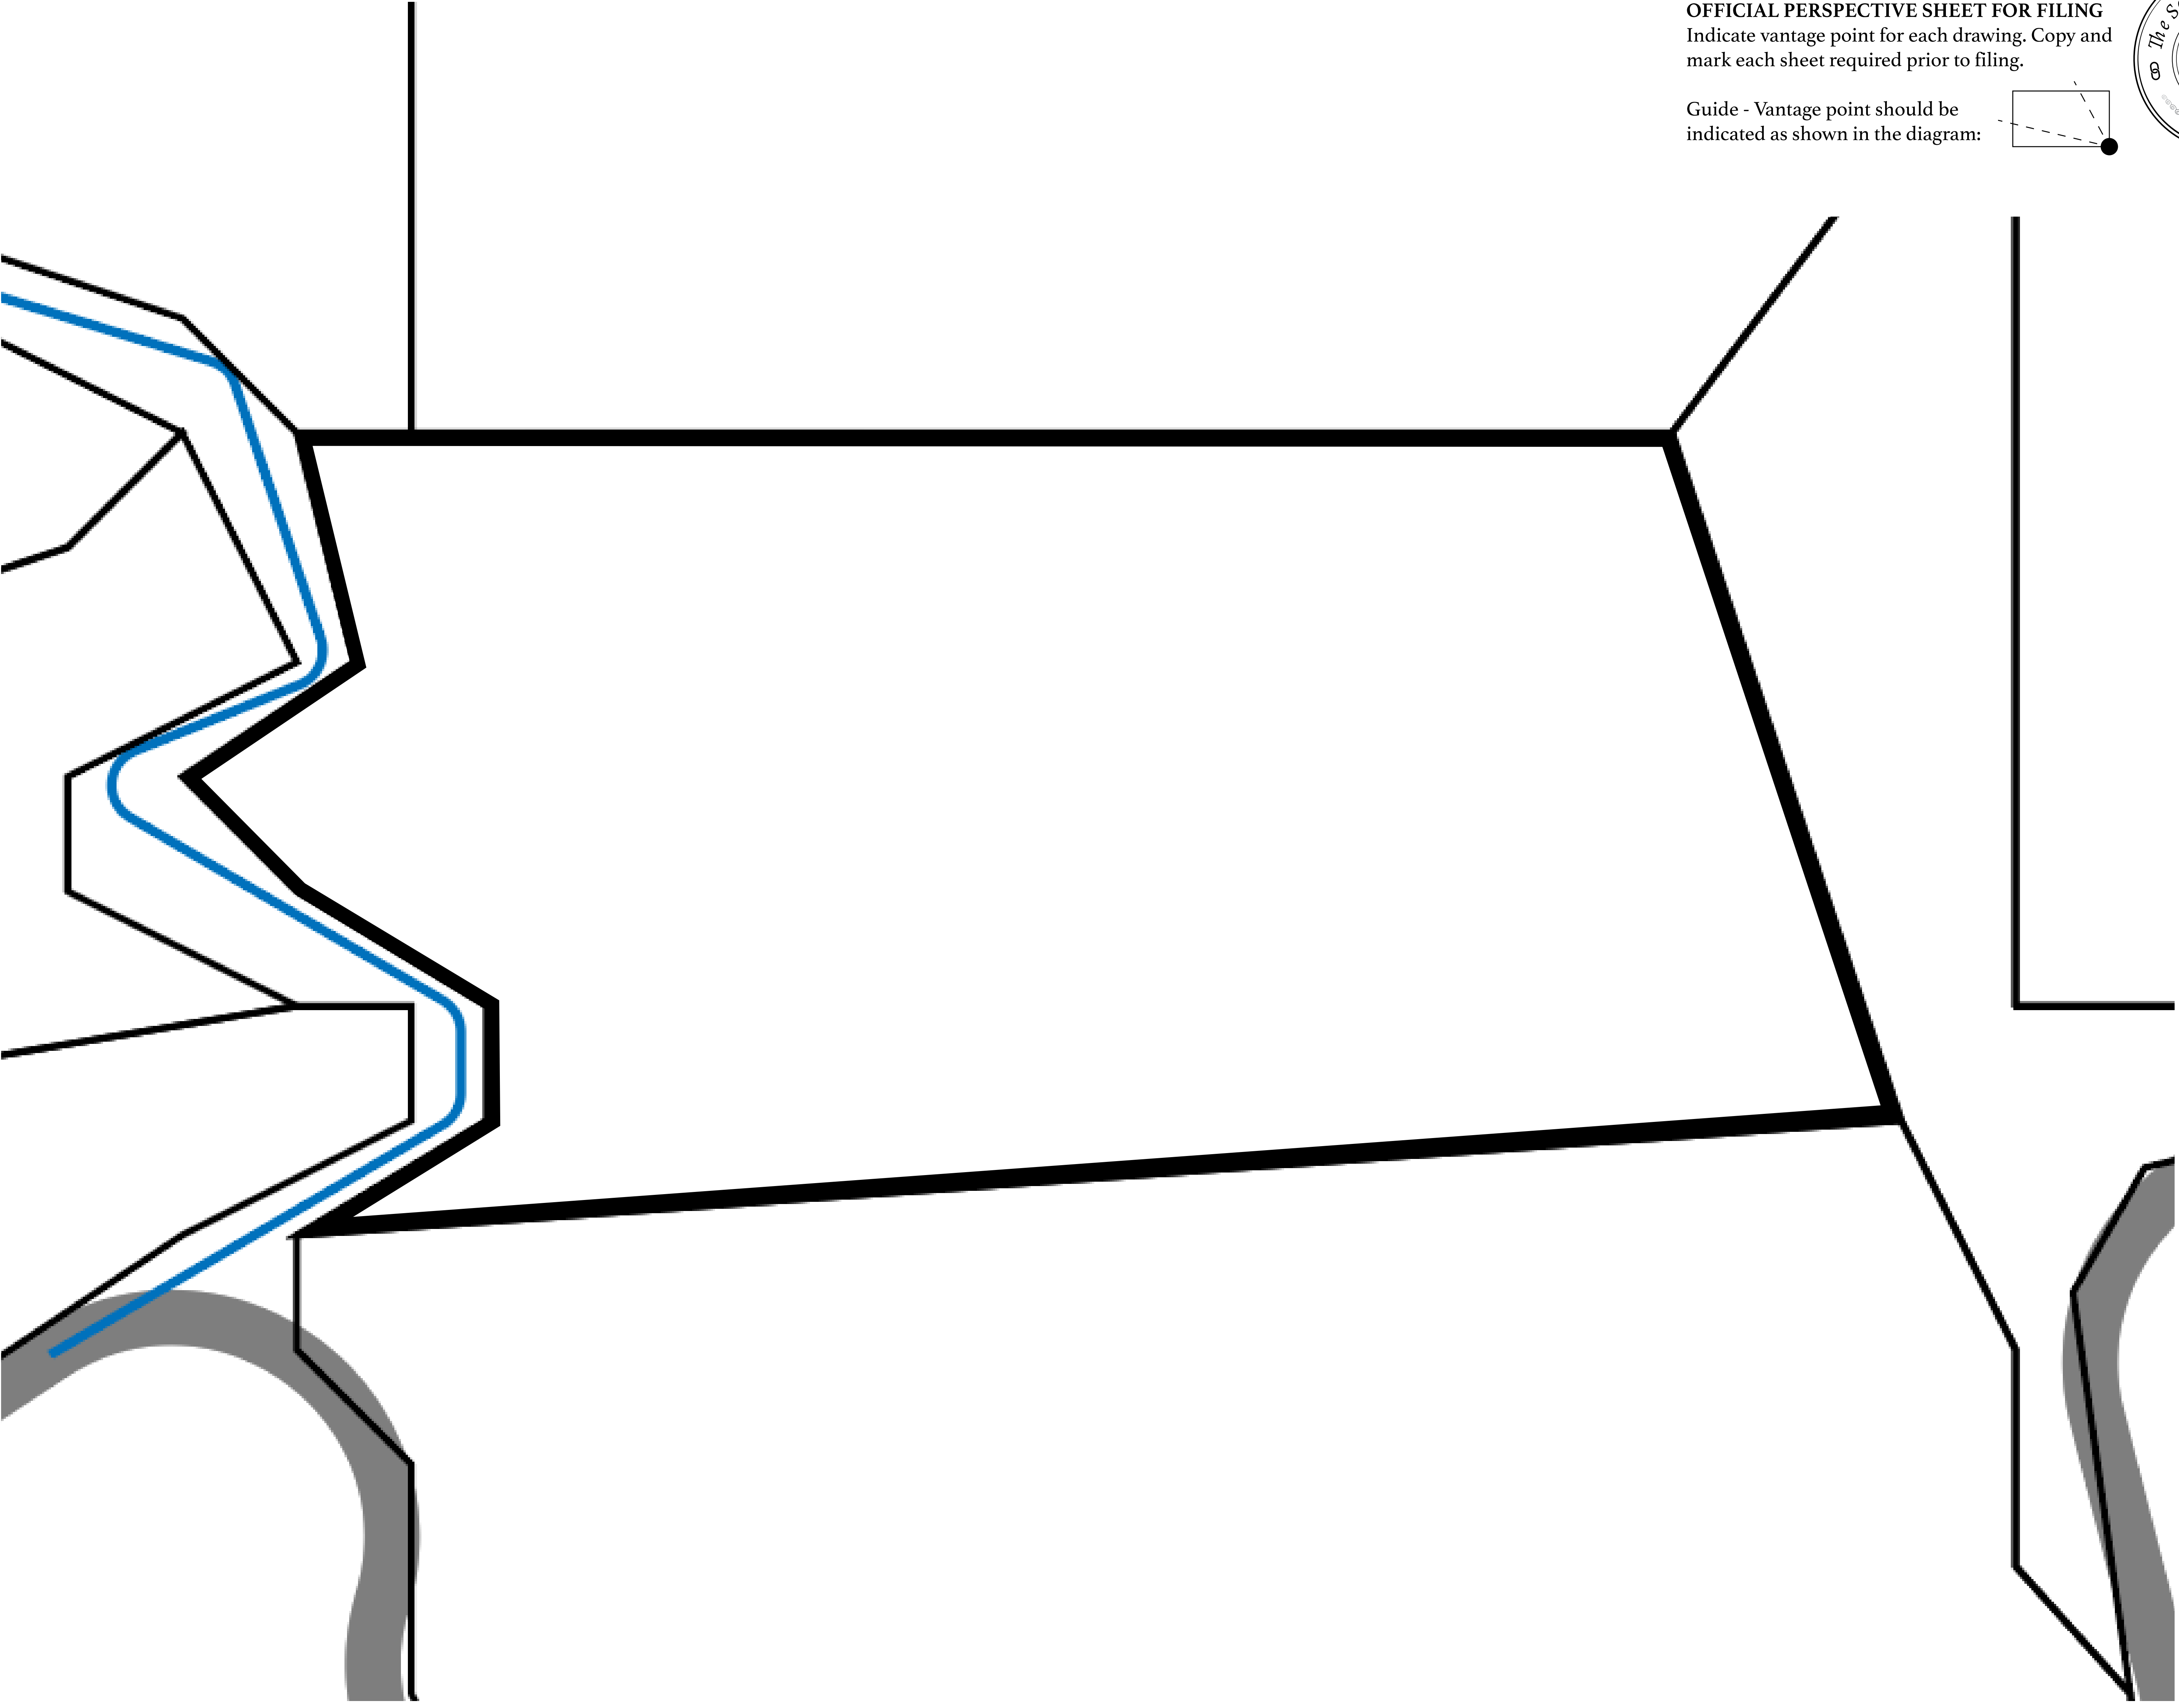 OFFICIAL PERSPECTIVE SHEET FOR FILING
Indicate vantage point for each drawing. Copy and
mark each sheet required prior to filing.
Guide - Vantage point should be
indicated as shown in the diagram:
The